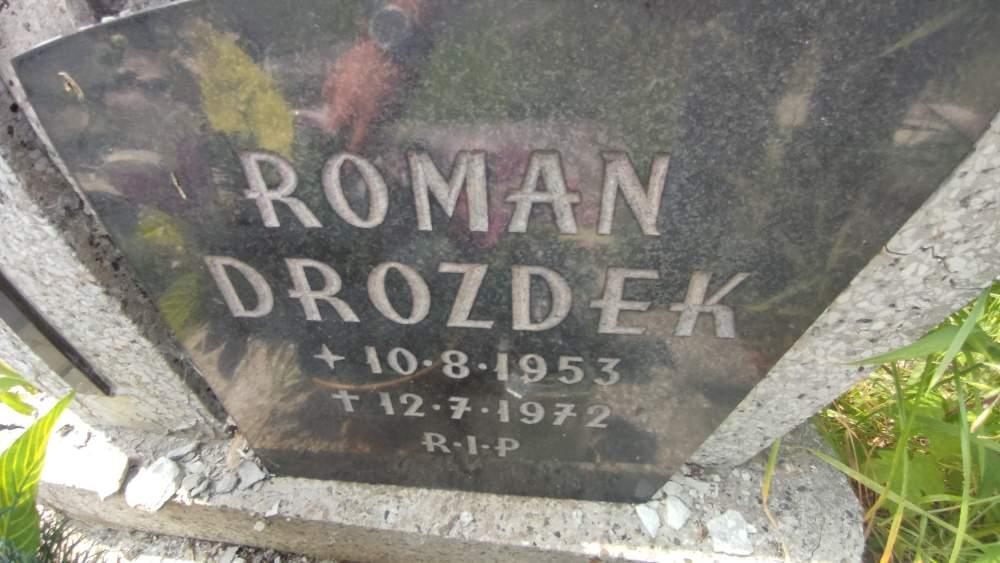 ROMAN
DROZDEK
+ 10·8·1953
† 12·7·1972
R·I·P